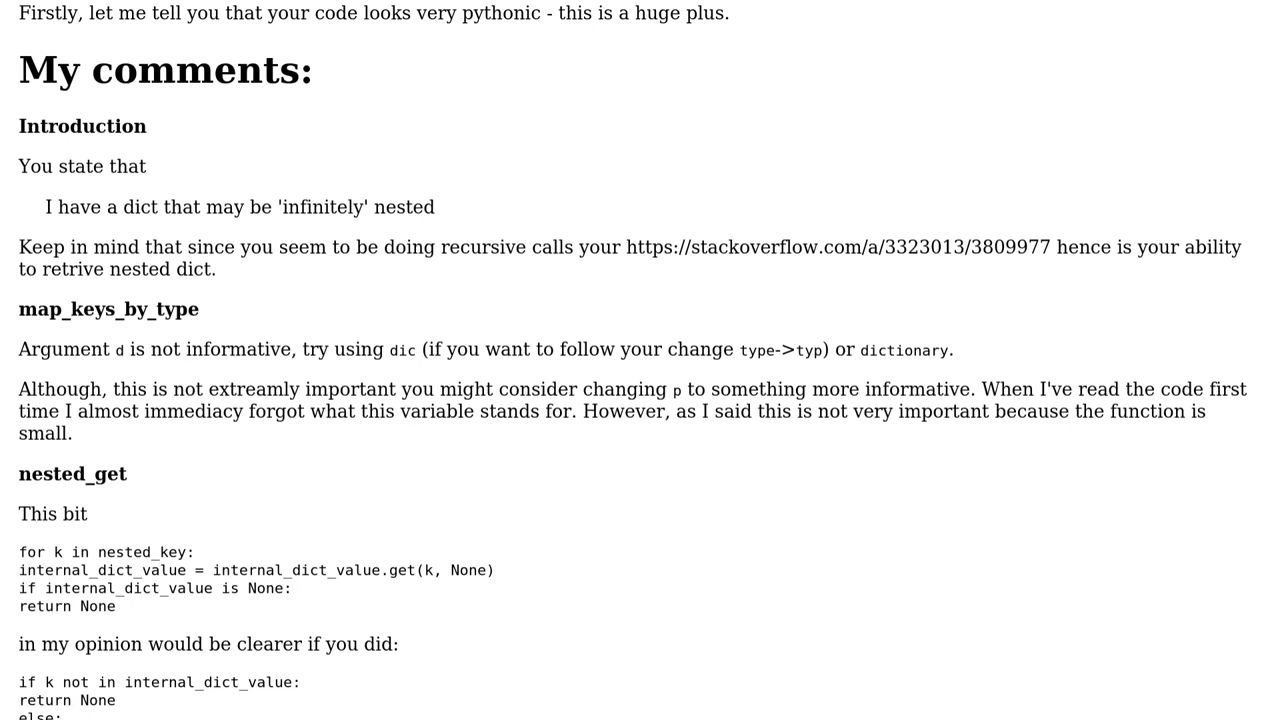 Firstly, let me tell you that your code looks very pythonic - this is a huge plus.
My comments:
Introduction
You state that
I have a dict that may be 'infinitely' nested
Keep in mind that since you seem to be doing recursive calls your https://stackoverflow.com/a/3323013/3809977 hence is your ability
to retrive nested dict.
map_keys_by_type
Argument d is not informative, try using dic (if you want to follow your change type->typ) or dictionary.
Although, this is not extreamly important you might consider changing p to something more informative. When I've read the code first
time I almost immediacy forgot what this variable stands for. However, as I said this is not very important because the function is
small.
nested_get
This bit
for k in nested_key:
internal_dict_value = internal_dict_value.get(k, None)
if internal_dict_value is None:
return None
in my opinion would be clearer if you did:
if k not in internal_dict_value:
return None
else: